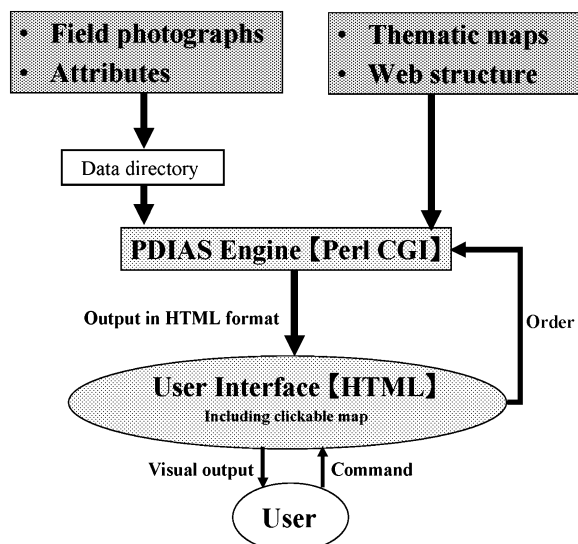 • Field photographs
• Attributes
• Thematic maps
• Web structure
Data directory
PDIAS Engine【Perl CGI】
Output in HTML format
Order
User Interface【HTML】
Including clickable map
Visual output
Command
User